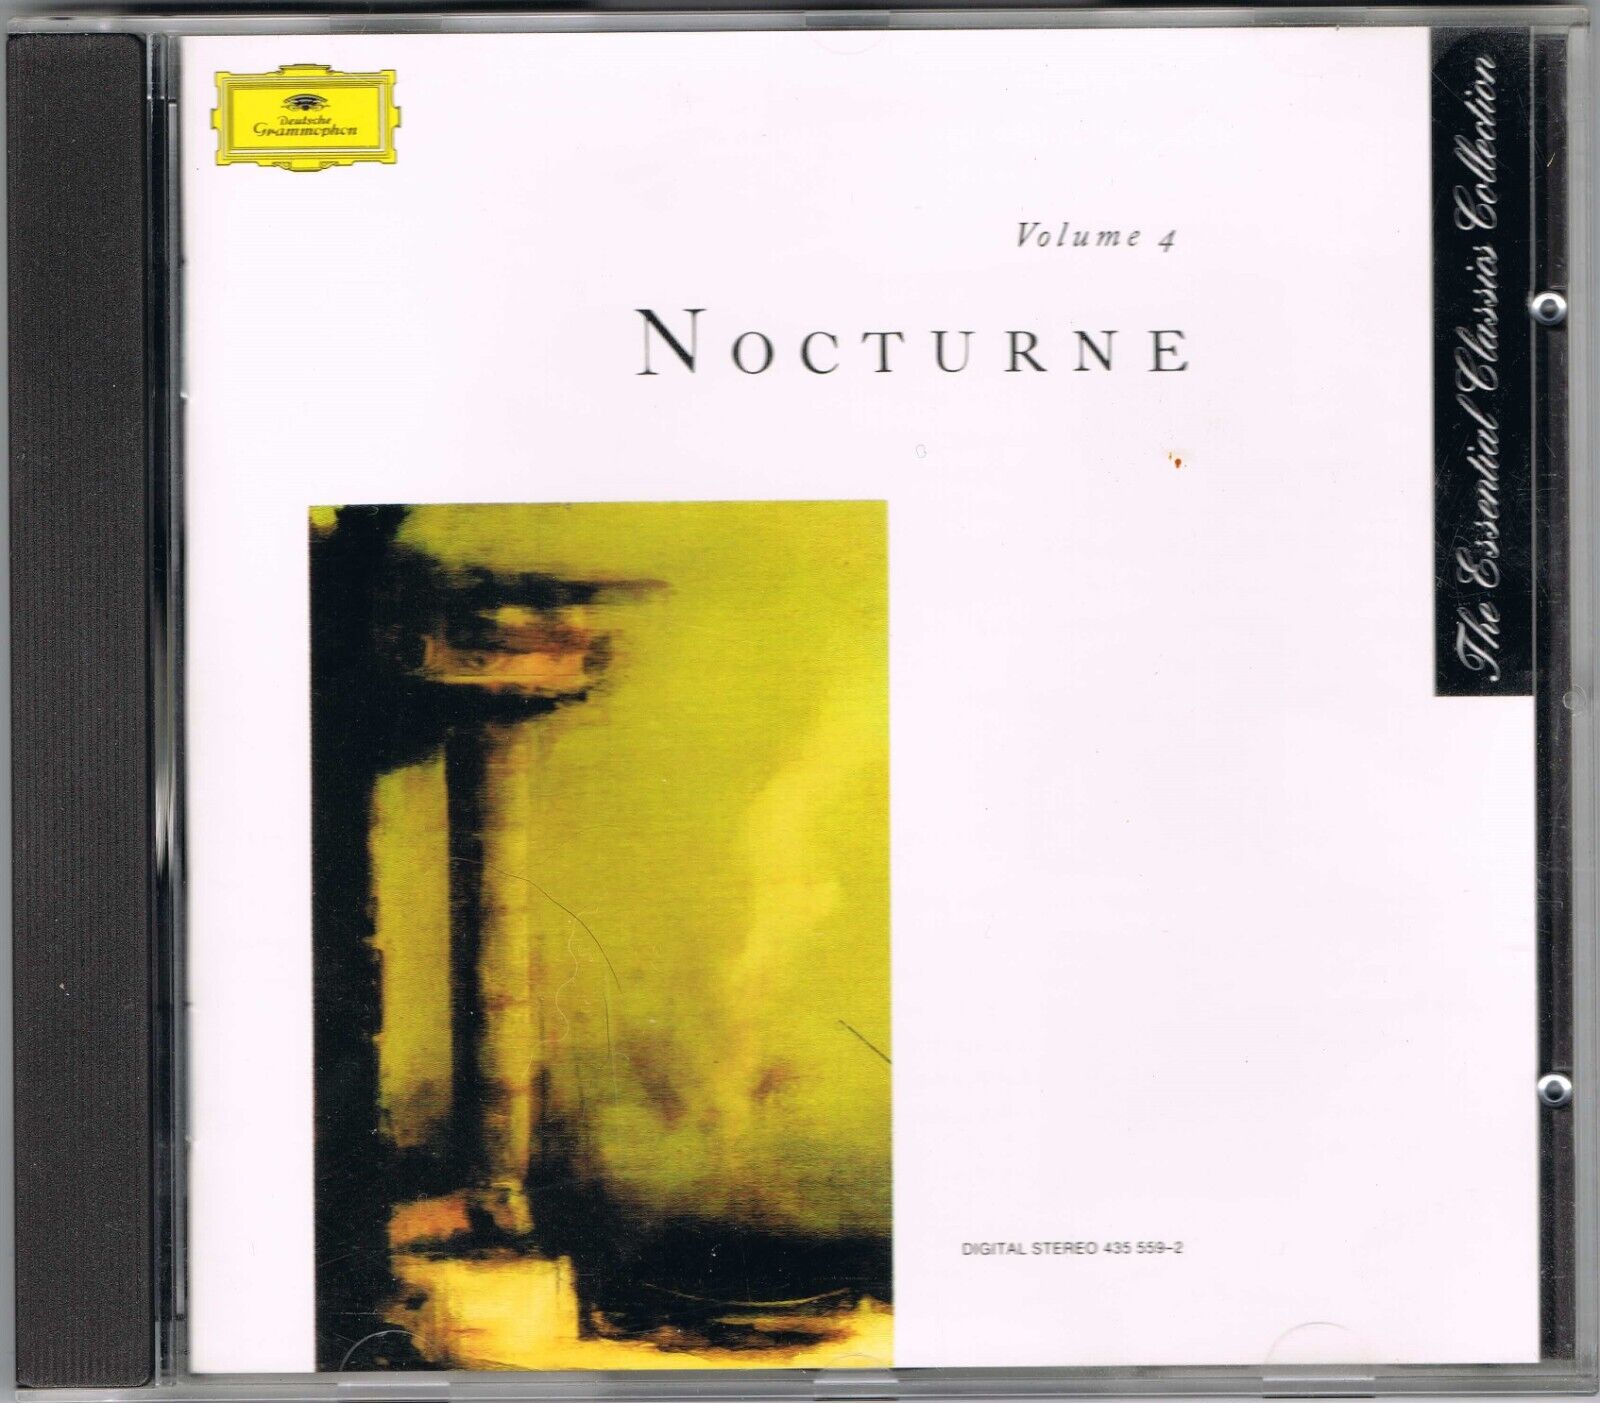 Deutsche
Grammophon
Volume 4
NOCTURNE
The Essential Classics Collection
DIGITAL STEREO 435 559-2